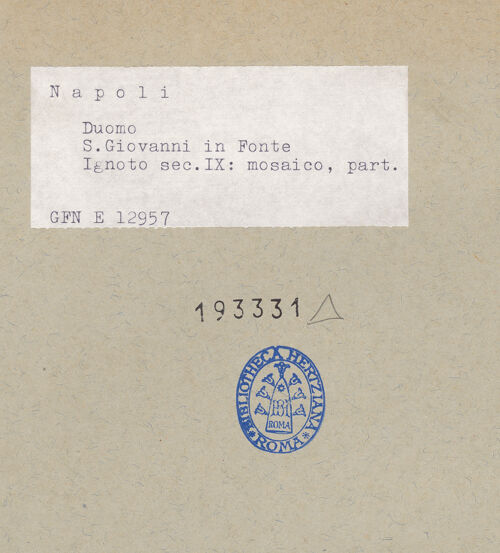 Napoli
Duomo
S.Giovanni in Fonte
Ignoto sec.IX: mosaico, part.
GFN E 12957
193331
BIBLIOTHECA HERTZIANA
ROMA
* ROMA *